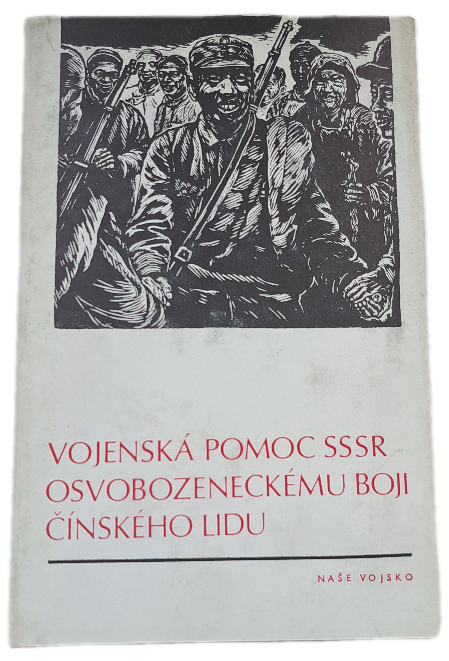 VOJENSKÁ POMOC SSSR
OSVOBOZENECKÉMU BOJI
ČÍNSKÉHO LIDU
NAŠE VOJSKO